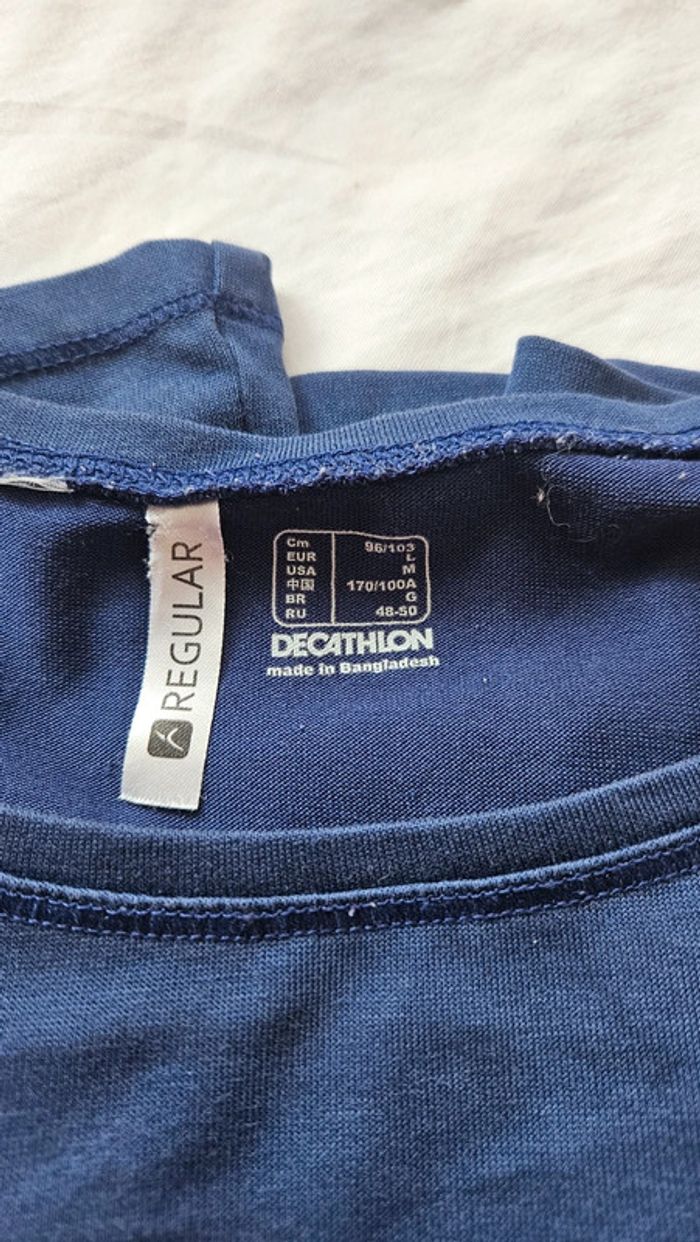 REGULAR
Cm 96/103
EUR L
USA M
中国 170/100A
BR G
RU 48-50
DECATHLON
made in Bangladesh